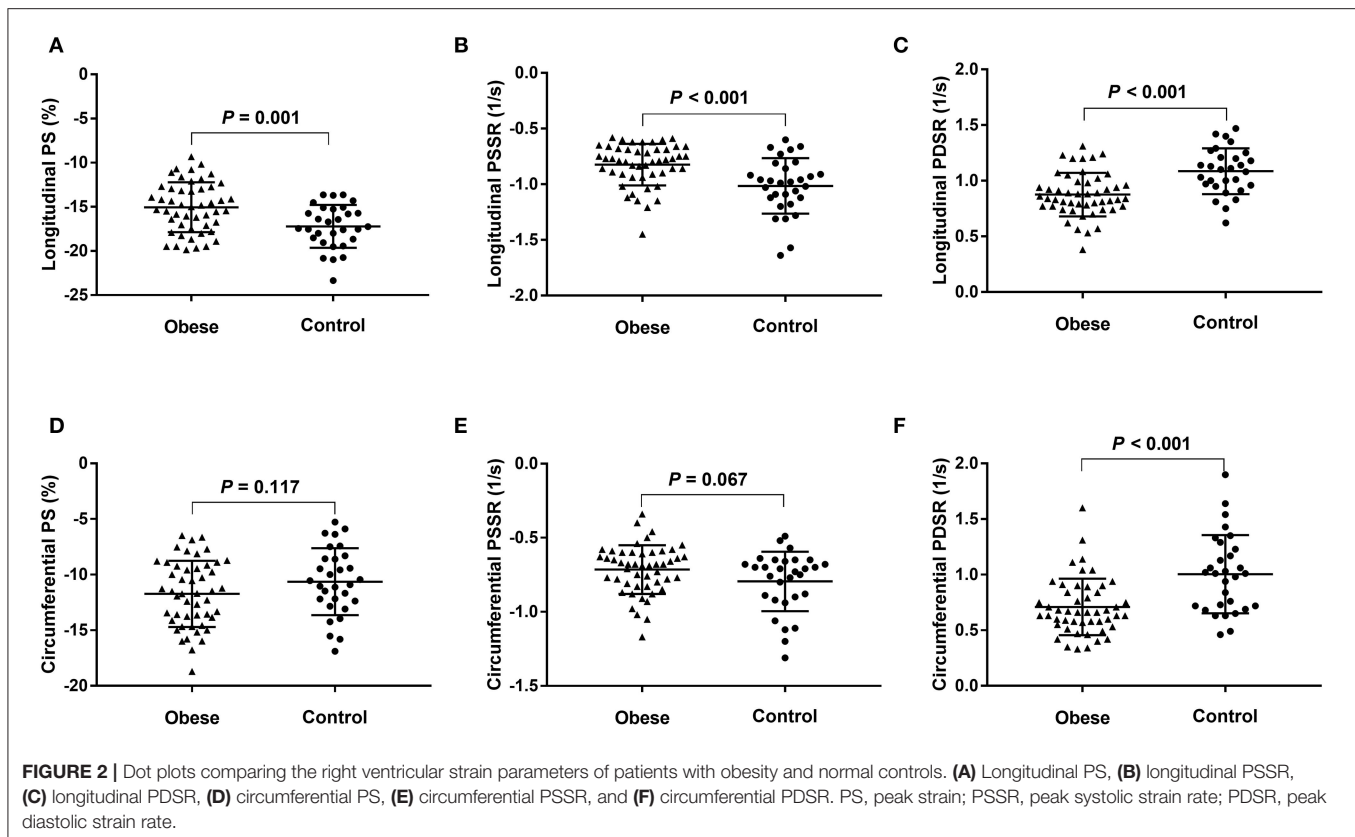 A
Longitudinal PS (%)
0
-5
-10
-15
-20
-25
P = 0.001
Obese
Control
B
Longitudinal PSSR (1/s)
0.0
-0.5
-1.0
-1.5
-2.0
P < 0.001
Obese
Control
C
Longitudinal PDSR (1/s)
2.0
1.5
1.0
0.5
0.0
P < 0.001
Obese
Control
D
Circumferential PS (%)
0
-5
-10
-15
-20
P = 0.117
Obese
Control
E
Circumferential PSSR (1/s)
0.0
-0.5
-1.0
-1.5
P = 0.067
Obese
Control
F
Circumferential PDSR (1/s)
2.0
1.5
1.0
0.5
0.0
P < 0.001
Obese
Control
FIGURE 2 | Dot plots comparing the right ventricular strain parameters of patients with obesity and normal controls. (A) Longitudinal PS, (B) longitudinal PSSR,
(C) longitudinal PDSR, (D) circumferential PS, (E) circumferential PSSR, and (F) circumferential PDSR. PS, peak strain; PSSR, peak systolic strain rate; PDSR, peak
diastolic strain rate.